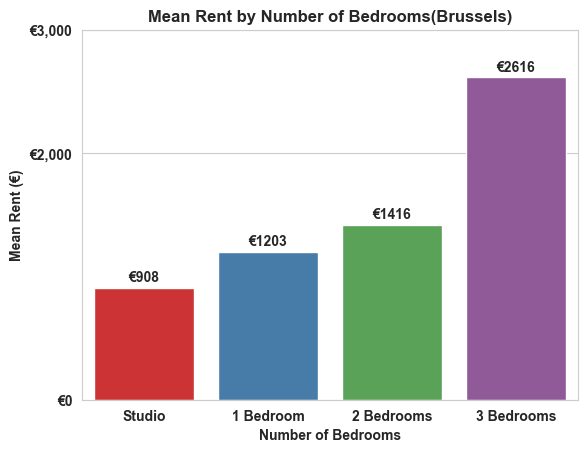 Mean Rent by Number of Bedrooms(Brussels)
€3,000
€2616
€2,000
€1416
€1203
€908
€0
Mean Rent (€)
Studio
1 Bedroom
2 Bedrooms
3 Bedrooms
Number of Bedrooms